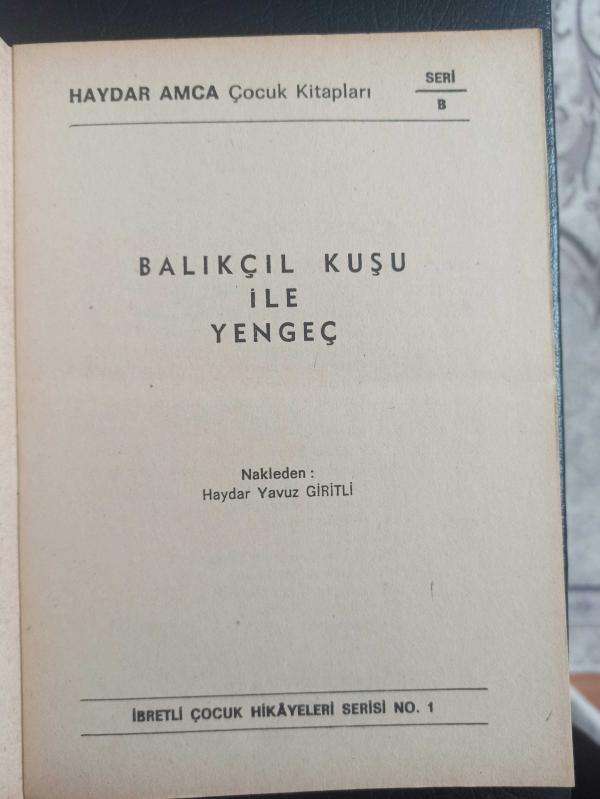 HAYDAR AMCA Çocuk Kitapları
SERİ
B
BALIKÇIL KUŞU
İLE
YENGEÇ
Nakleden :
Haydar Yavuz GİRİTLİ
İBRETLİ ÇOCUK HİKÂYELERİ SERİSİ NO. 1